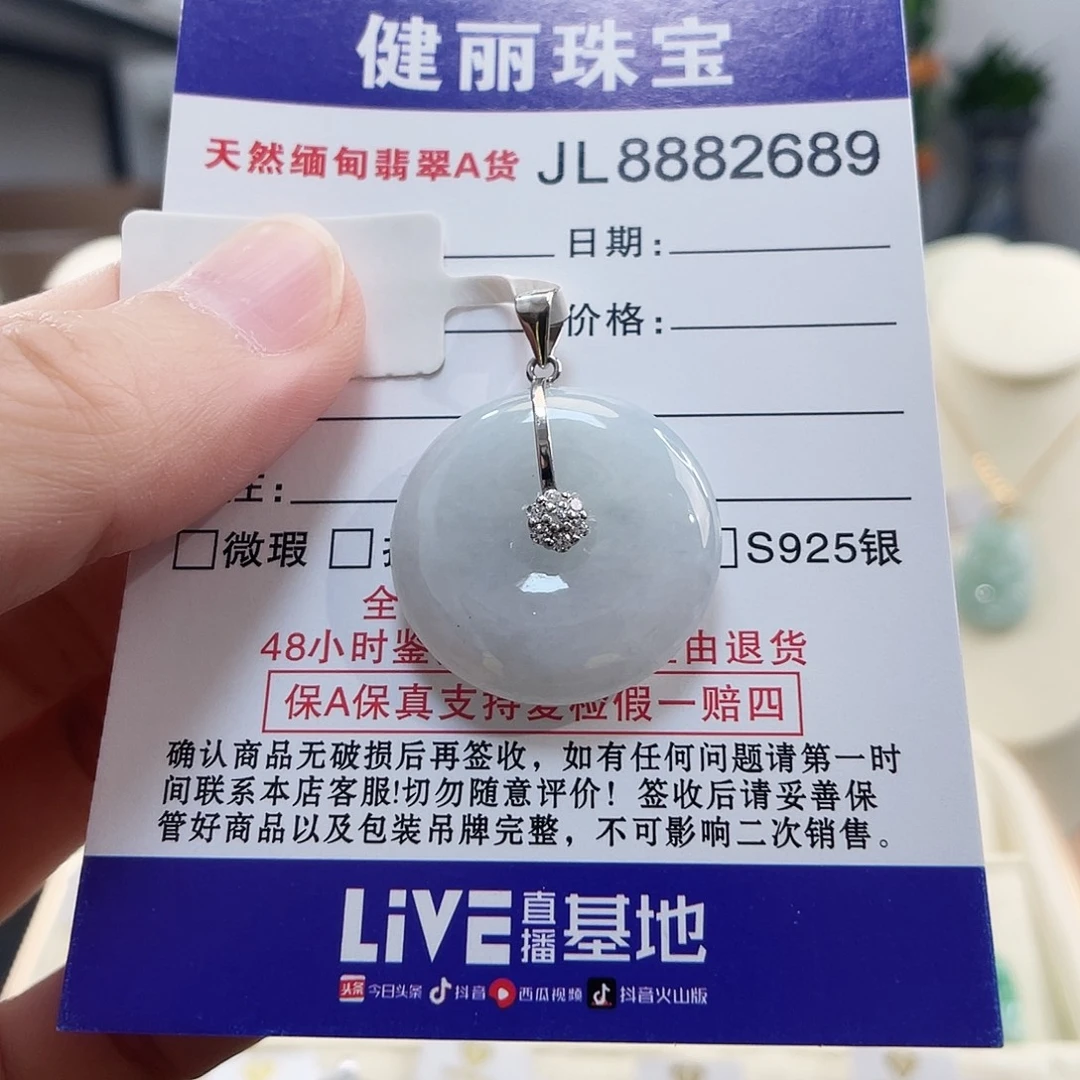 健丽珠宝
天然缅甸翡翠A货 JL8882689
日期:
价格:
注:
微瑕 S925银
全
48小时鉴 由退货
保A保真支持复检假一赔四
确认商品无破损后再签收，如有任何问题请第一时
间联系本店客服!切勿随意评价！签收后请妥善保
管好商品以及包装吊牌完整，不可影响二次销售。
LiVE直播基地
头条 今日头条 抖音 西瓜视频 抖音火山版